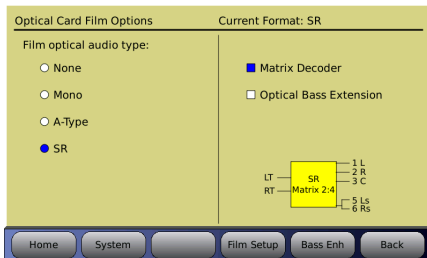 Optical Card Film Options
Current Format: SR
Film optical audio type:
None
Mono
A-Type
SR
Matrix Decoder
Optical Bass Extension
LT
RT
SR
Matrix 2:4
1 L
2 R
3 C
5 Ls
6 Rs
Home
System
Film Setup
Bass Enh
Back